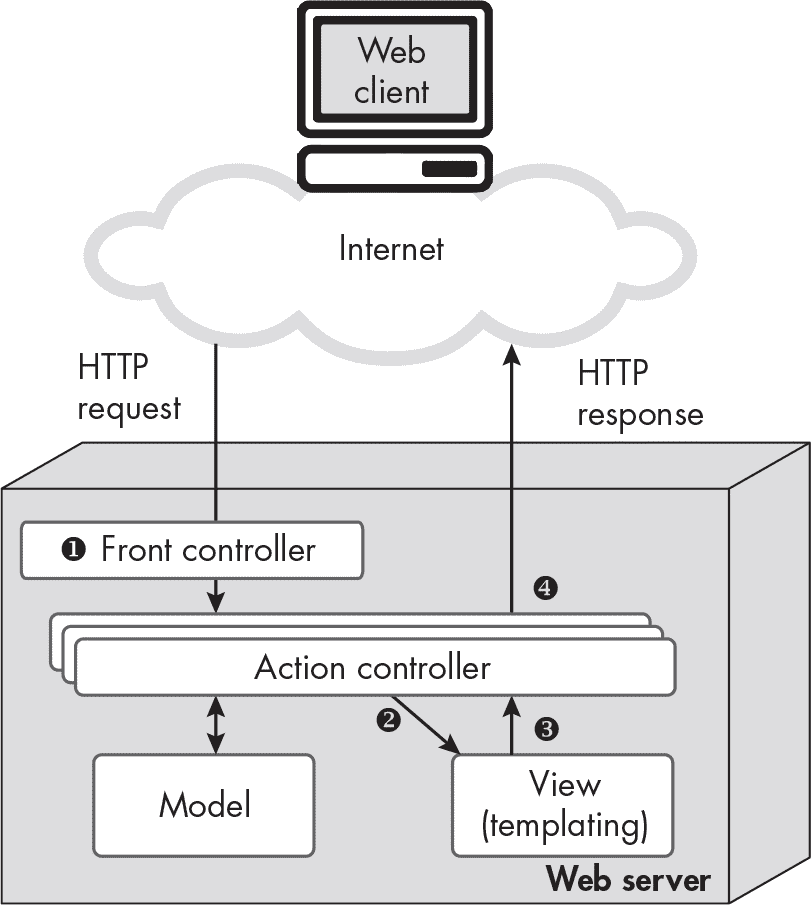 Web
client
Internet
HTTP
request
HTTP
response
❶ Front controller
❹
Action controller
❷
❸
Model
View
(templating)
Web server